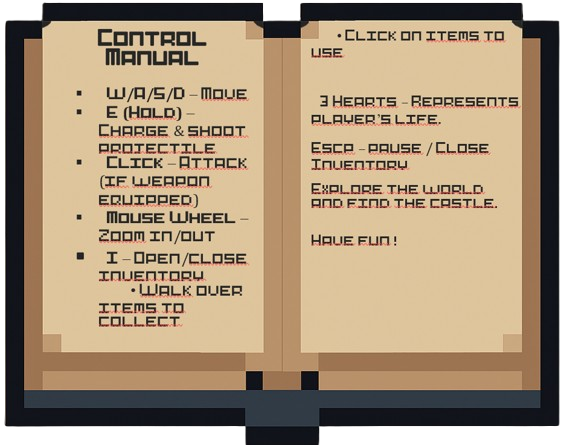 Control
Manual
▪ W/A/S/D – Move
▪ E (Hold) –
Charge & shoot
projectile
▪ Click – Attack
(if weapon
equipped)
▪ Mouse Wheel –
Zoom in/out
▪ I – Open/close
inventory
• Walk over
items to
collect
• Click on items to
use
3 Hearts - Represents
player's life.
Esca - pause / Close
Inventory
Explore the world
and find the castle.
Have fun!